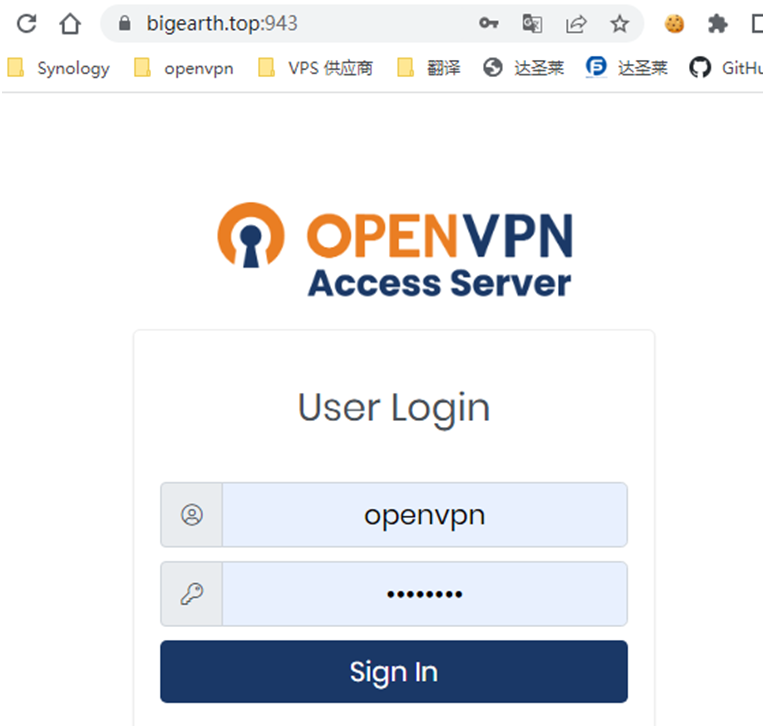 bigearth.top:943
Synology openvpn VPS 供应商 翻译 达圣莱 达圣莱 GitHu
OPENVPN
Access Server
User Login
openvpn
••••••••
Sign In